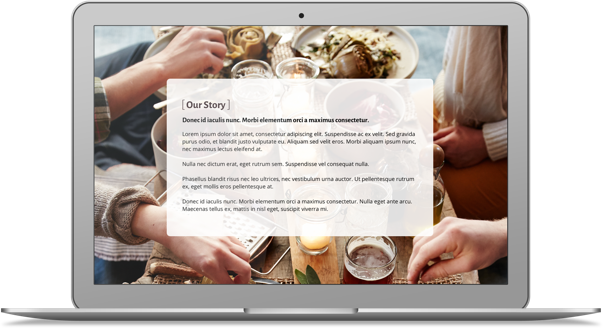 [ Our Story ]
Donec id iaculis nunc. Morbi elementum orci a maximus consectetur.
Lorem ipsum dolor sit amet, consectetur adipiscing elit. Suspendisse ac ex velit. Sed gravida
purus odio, et blandit justo vulputate eu. Aliquam sed velit eros. Morbi aliquam ipsum nunc,
nec maximus lectus eleifend at.
Nulla nec dictum erat, eget rutrum sem. Suspendisse vel consequat nulla.
Phasellus blandit risus nec leo ultrices, nec vestibulum urna auctor. Ut pellentesque rutrum
ex, eget mollis eros pellentesque at.
Donec id iaculis nunc. Morbi elementum orci a maximus consectetur. Nulla eget ante arcu.
Maecenas tellus ex, mattis in nisl eget, suscipit viverra mi.